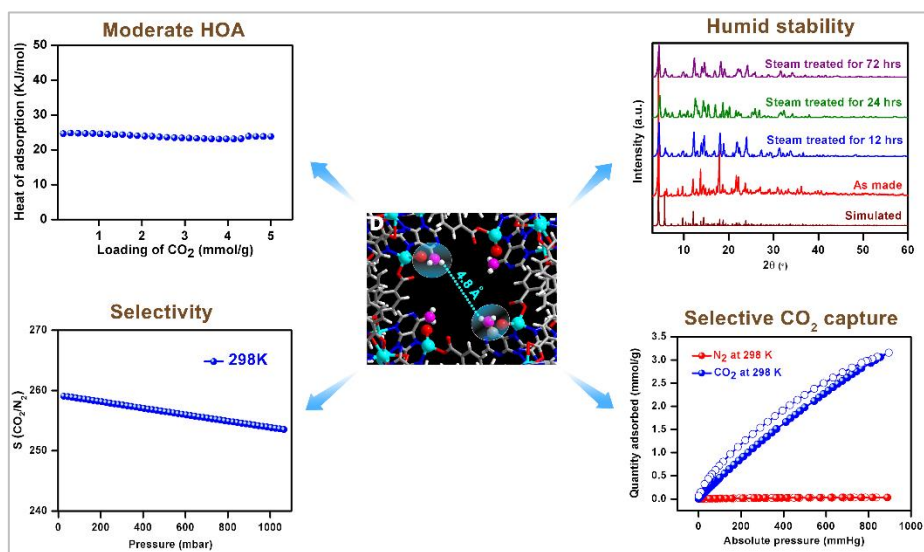 Moderate HOA
Heat of adsorption (KJ/mol)
50
40
30
20
10
0
1 2 3 4 5
Loading of CO₂ (mmol/g)
Humid stability
Intensity (a.u.)
Steam treated for 72 hrs
Steam treated for 24 hrs
Steam treated for 12 hrs
As made
Simulated
10 20 30 40 50 60
2θ (°)
D
4.8 A°
Selectivity
S (CO₂/N₂)
270
260
250
240
298K
0 200 400 600 800 1000
Pressure (mbar)
Selective CO₂ capture
Quantity adsorbed (mmol/g)
N₂ at 298 K
CO₂ at 298 K
3.5
3.0
2.5
2.0
1.5
1.0
0.5
0.0
0 200 400 600 800 1000
Absolute pressure (mmHg)